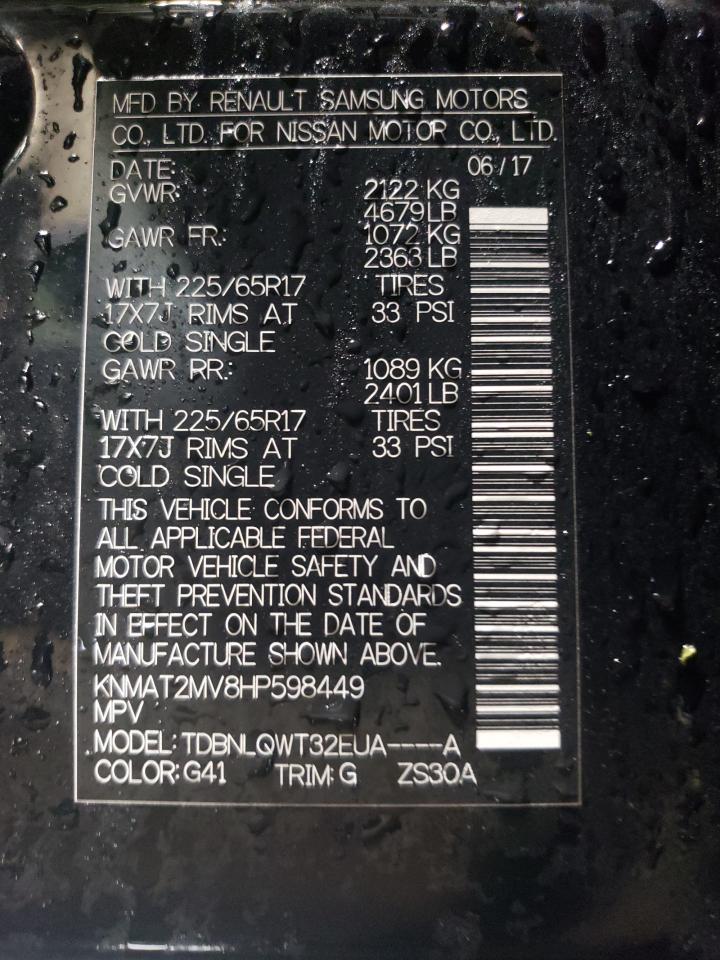 MFD BY RENAULT SAMSUNG MOTORS
CO., LTD. FOR NISSAN MOTOR CO., LTD.
DATE: 06/17
GVWR: 2122 KG
4679 LB
GAWR FR.: 1072 KG
2363 LB
WITH 225/65R17 TIRES
17X7J RIMS AT 33 PSI
COLD SINGLE
GAWR RR.: 1089 KG
2401 LB
WITH 225/65R17 TIRES
17X7J RIMS AT 33 PSI
COLD SINGLE
THIS VEHICLE CONFORMS TO
ALL APPLICABLE FEDERAL
MOTOR VEHICLE SAFETY AND
THEFT PREVENTION STANDARDS
IN EFFECT ON THE DATE OF
MANUFACTURE SHOWN ABOVE.
KNMAT2MV8HP598449
MPV
MODEL: TDBNLQWT32EUA----A
COLOR: G41 TRIM: G ZS30A